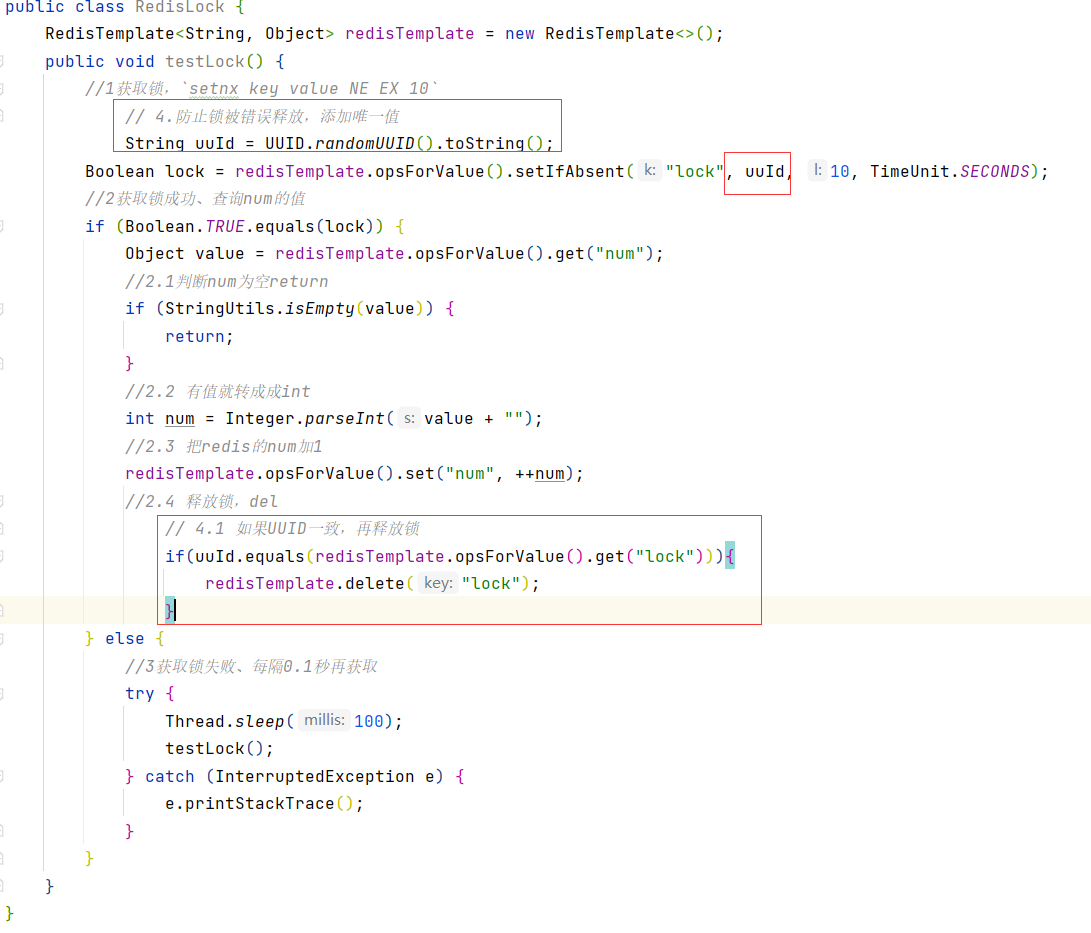 public class RedisLock {
RedisTemplate<String, Object> redisTemplate = new RedisTemplate<>();
public void testLock() {
//1获取锁，`setnx key value NE EX 10`
// 4.防止锁被错误释放，添加唯一值
String uuId = UUID.randomUUID().toString();
Boolean lock = redisTemplate.opsForValue().setIfAbsent( k: "lock", uuId, l: 10, TimeUnit.SECONDS);
//2获取锁成功、查询num的值
if (Boolean.TRUE.equals(lock)) {
Object value = redisTemplate.opsForValue().get("num");
//2.1判断num为空return
if (StringUtils.isEmpty(value)) {
return;
}
//2.2 有值就转成成int
int num = Integer.parseInt( s: value + "");
//2.3 把redis的num加1
redisTemplate.opsForValue().set("num", ++num);
//2.4 释放锁，del
// 4.1 如果UUID一致，再释放锁
if(uuId.equals(redisTemplate.opsForValue().get("lock"))){
redisTemplate.delete( key: "lock");
}
} else {
//3获取锁失败、每隔0.1秒再获取
try {
Thread.sleep( millis: 100);
testLock();
} catch (InterruptedException e) {
e.printStackTrace();
}
}
}
}